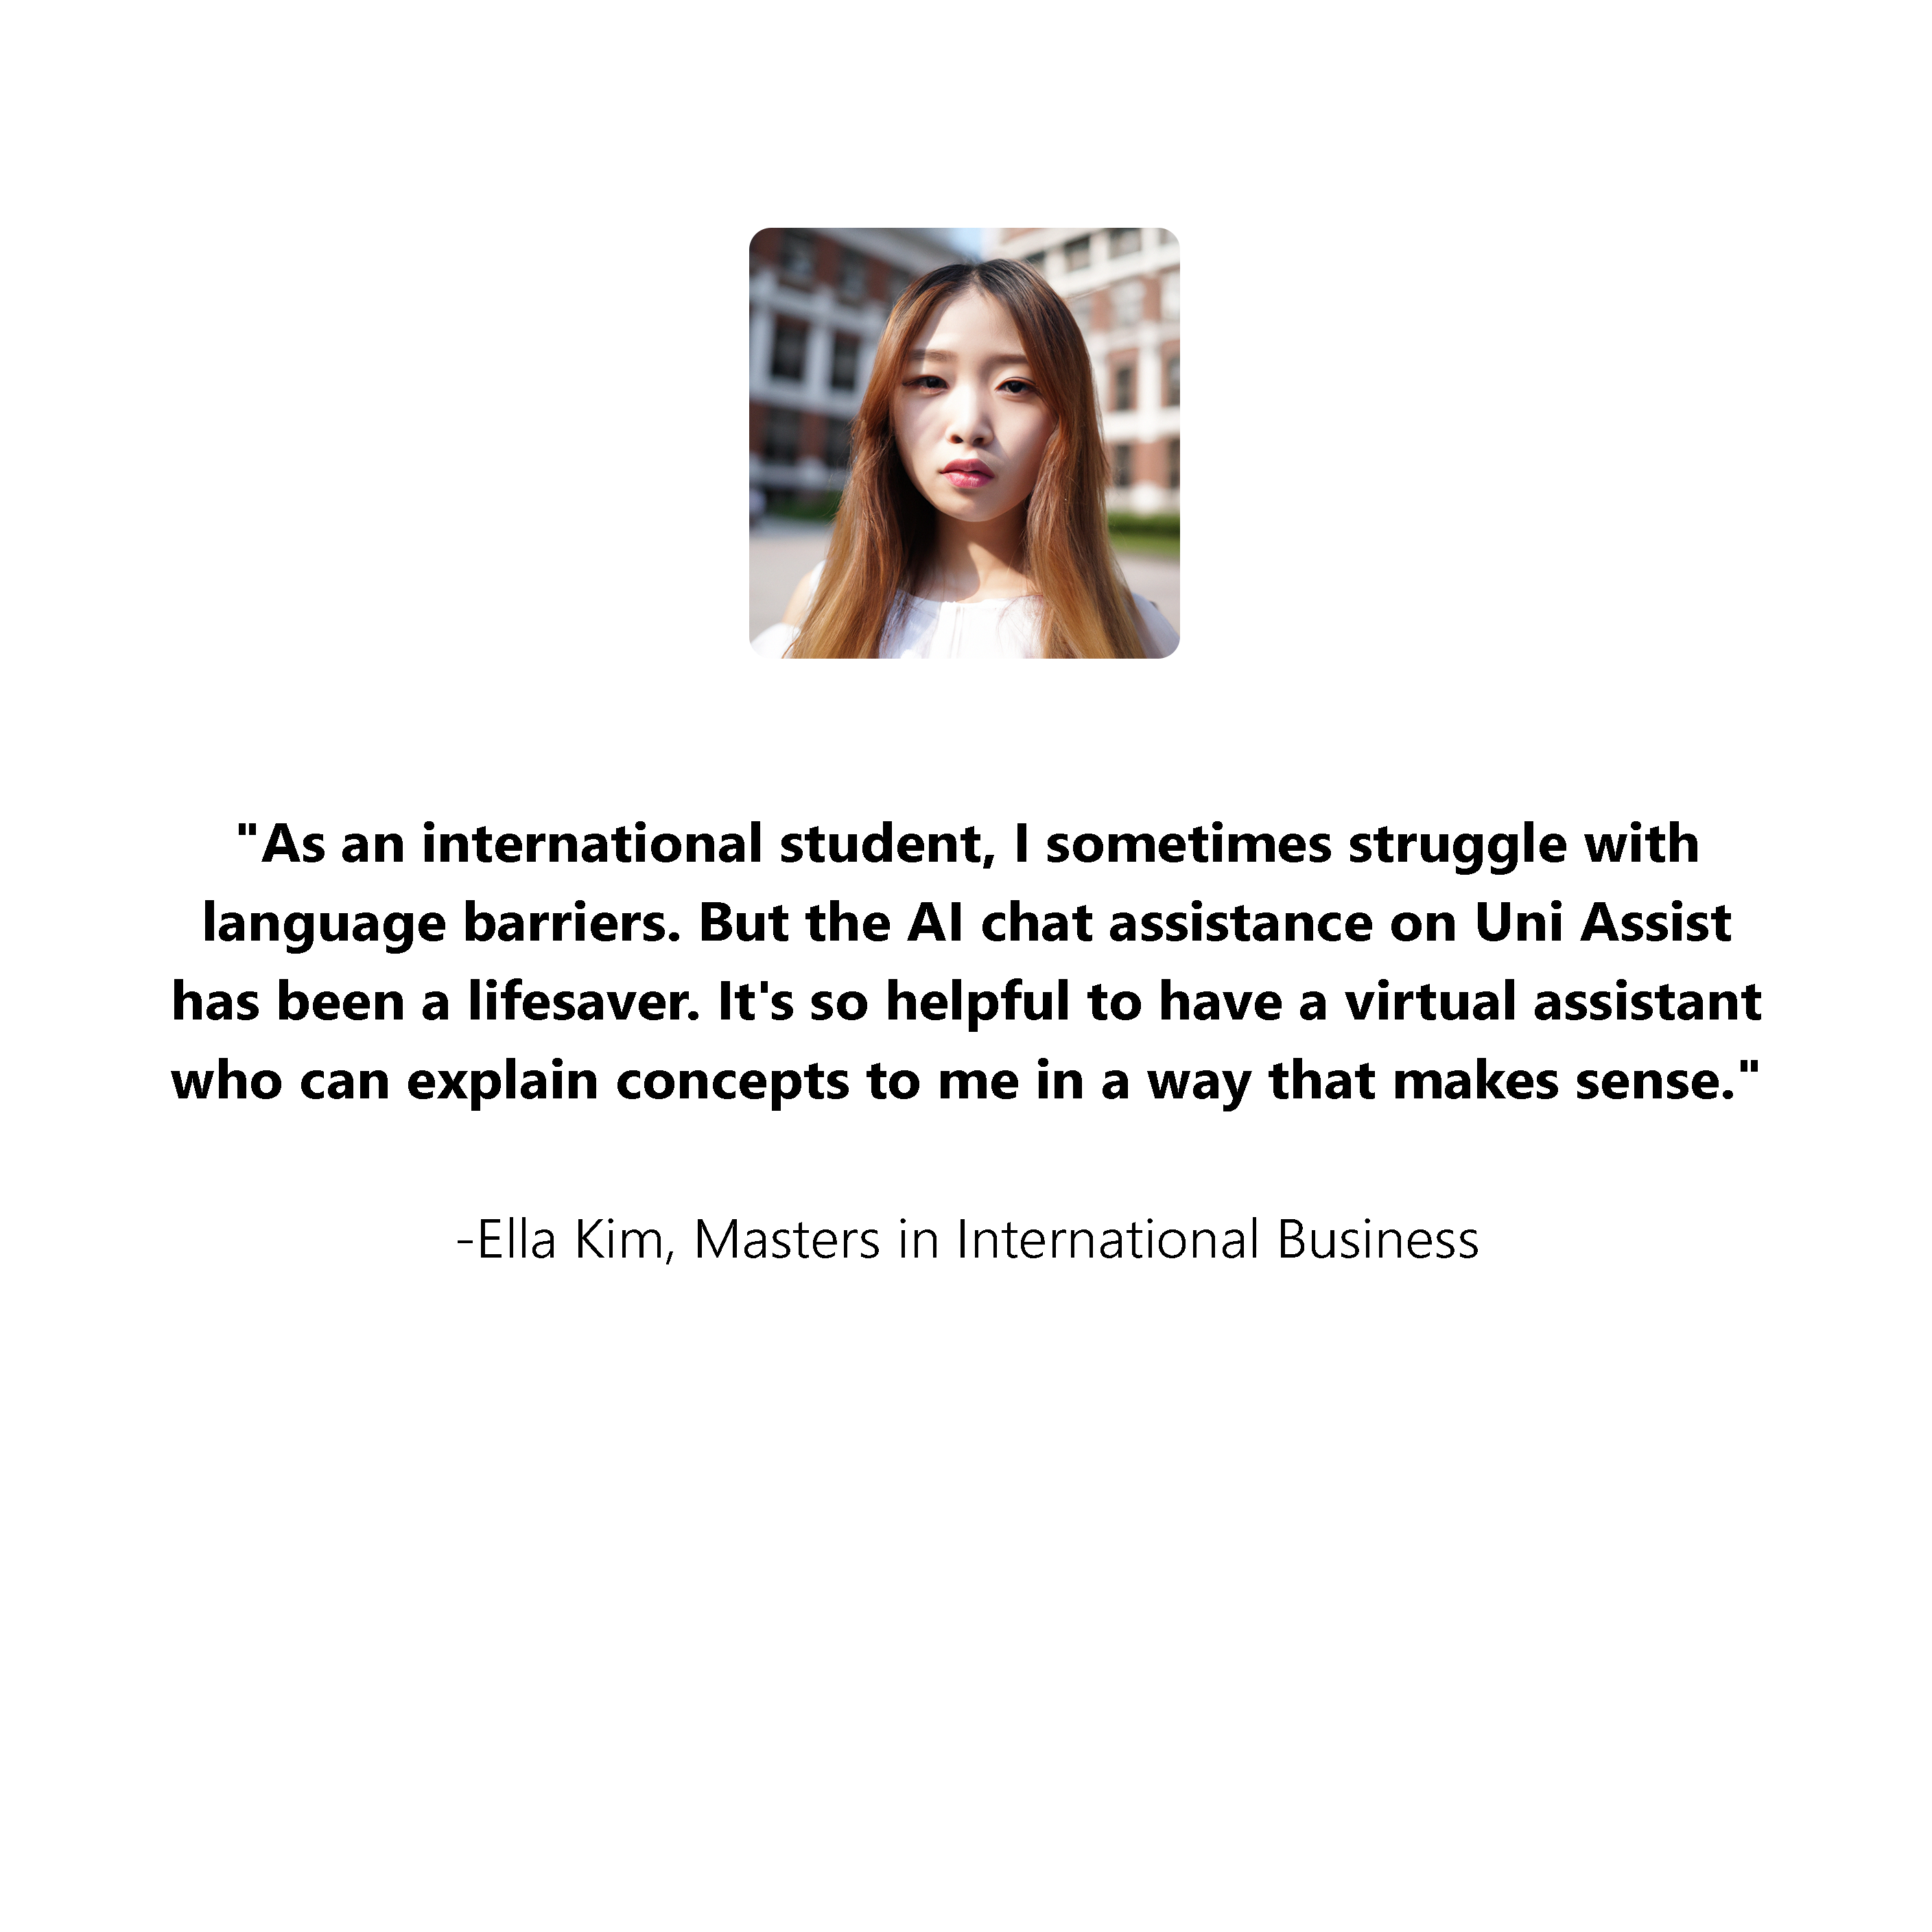 "As an international student, I sometimes struggle with
language barriers. But the AI chat assistance on Uni Assist
has been a lifesaver. It's so helpful to have a virtual assistant
who can explain concepts to me in a way that makes sense."
-Ella Kim, Masters in International Business